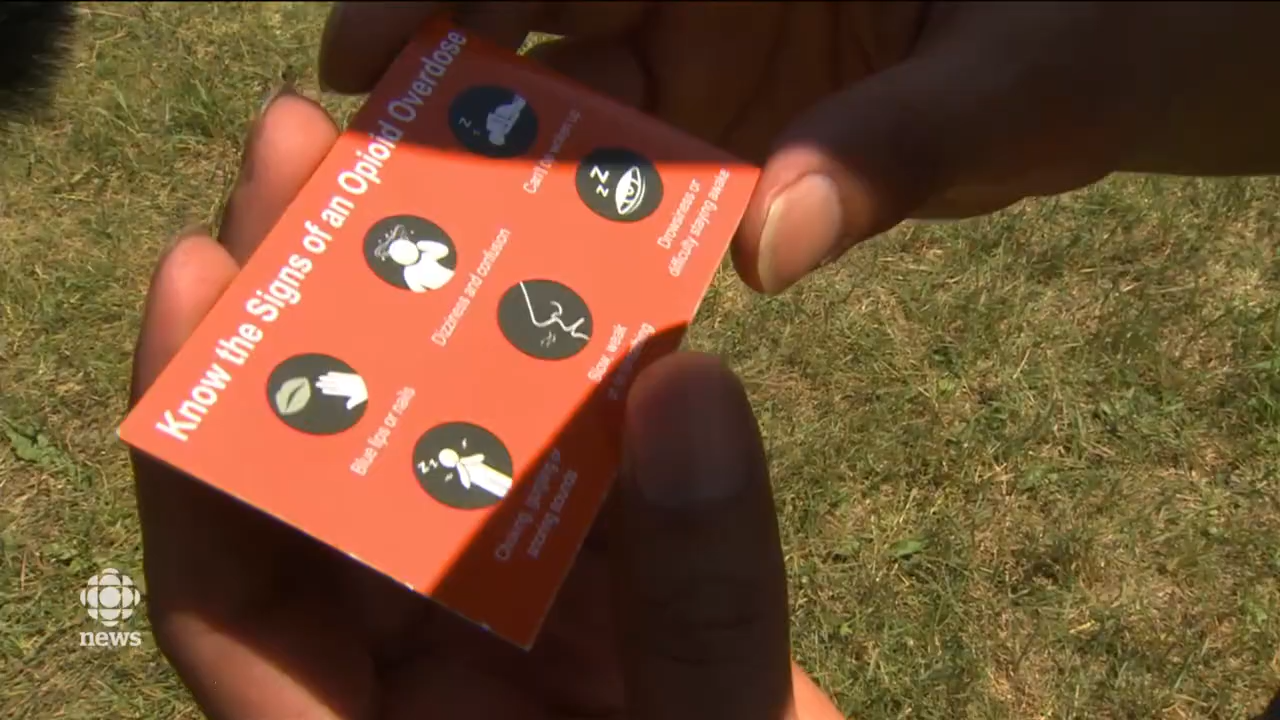 Know the Signs of an Opioid Overdose
Blue lips or nails
Dizziness and confusion
Can't be woken up
Choking, gurgling or
snoring sounds
Slow, weak
Drowsiness or
difficulty staying awake
news